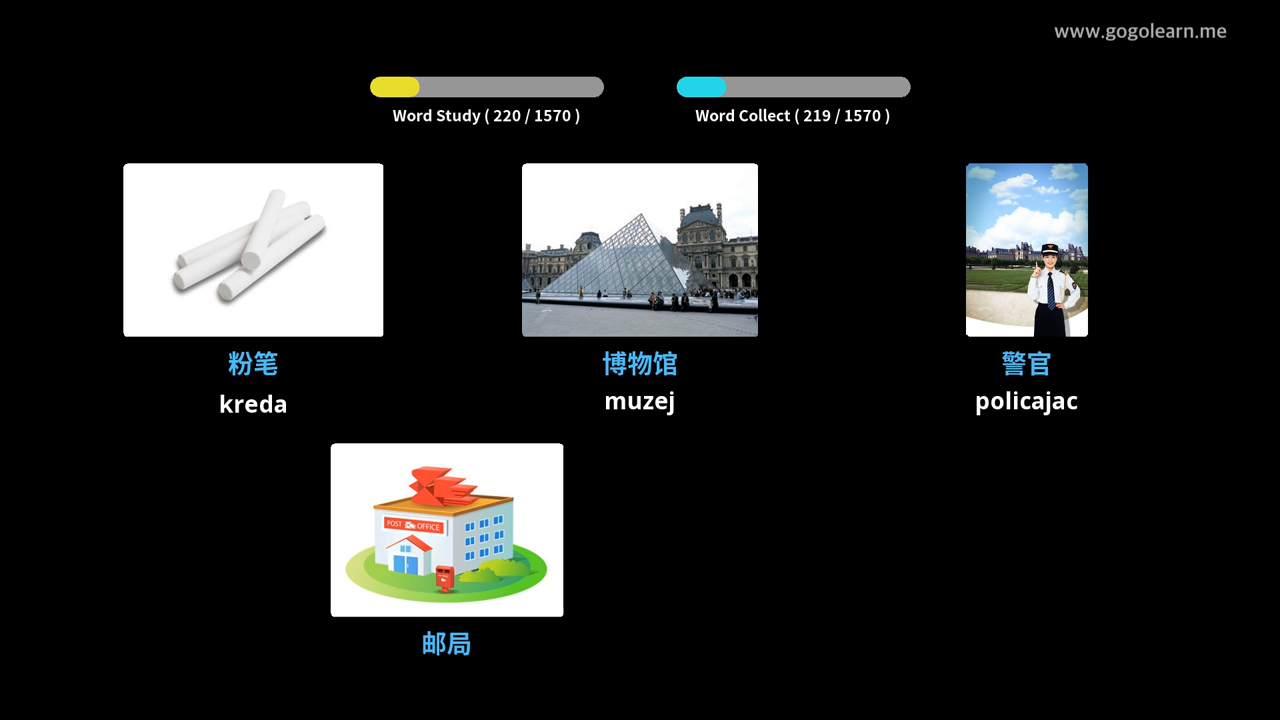 www.gogolearn.me
Word Study ( 220 / 1570 )
Word Collect ( 219 / 1570 )
粉笔
kreda
博物馆
muzej
警官
policajac
POST OFFICE
邮局